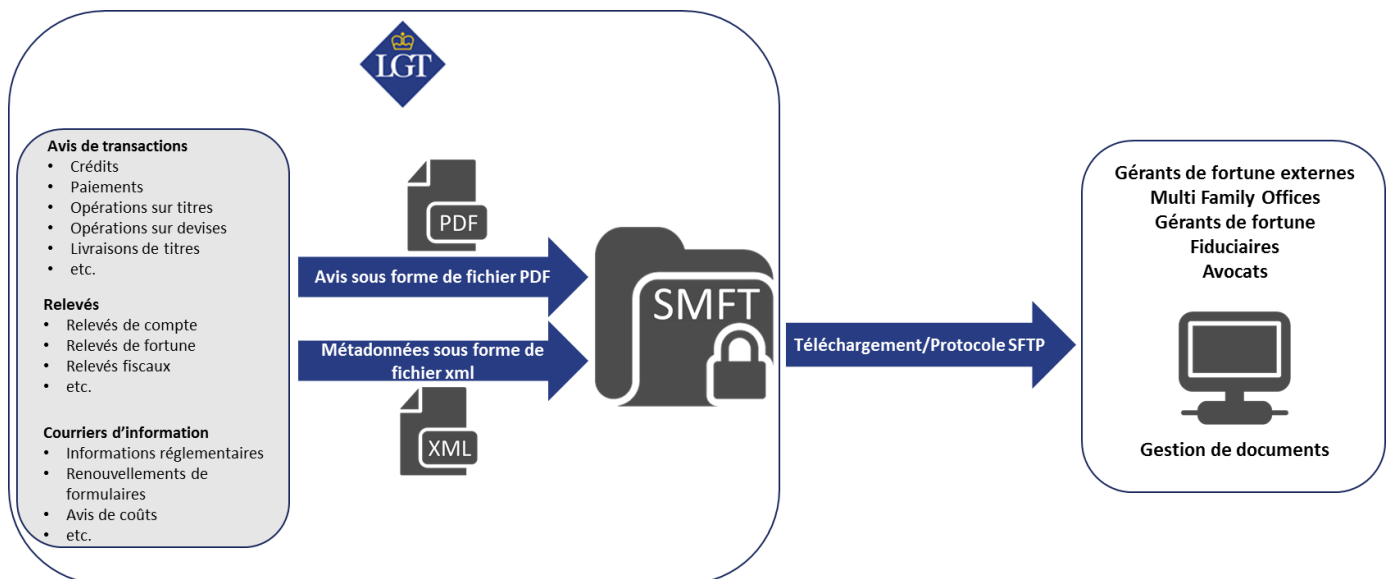 LGT
Avis de transactions
• Crédits
• Paiements
• Opérations sur titres
• Opérations sur devises
• Livraisons de titres
• etc.
Relevés
• Relevés de compte
• Relevés de fortune
• Relevés fiscaux
• etc.
Courriers d’information
• Informations réglementaires
• Renouvellements de
formulaires
• Avis de coûts
• etc.
PDF
Avis sous forme de fichier PDF
Métadonnées sous forme de
fichier xml
XML
SMFT
Téléchargement/Protocole SFTP
Gérants de fortune externes
Multi Family Offices
Gérants de fortune
Fiduciaires
Avocats
Gestion de documents